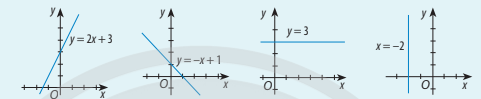 y
y = 2x + 3
O
x
y
y = −x + 1
O
x
y
y = 3
O
x
y
x = −2
O
x